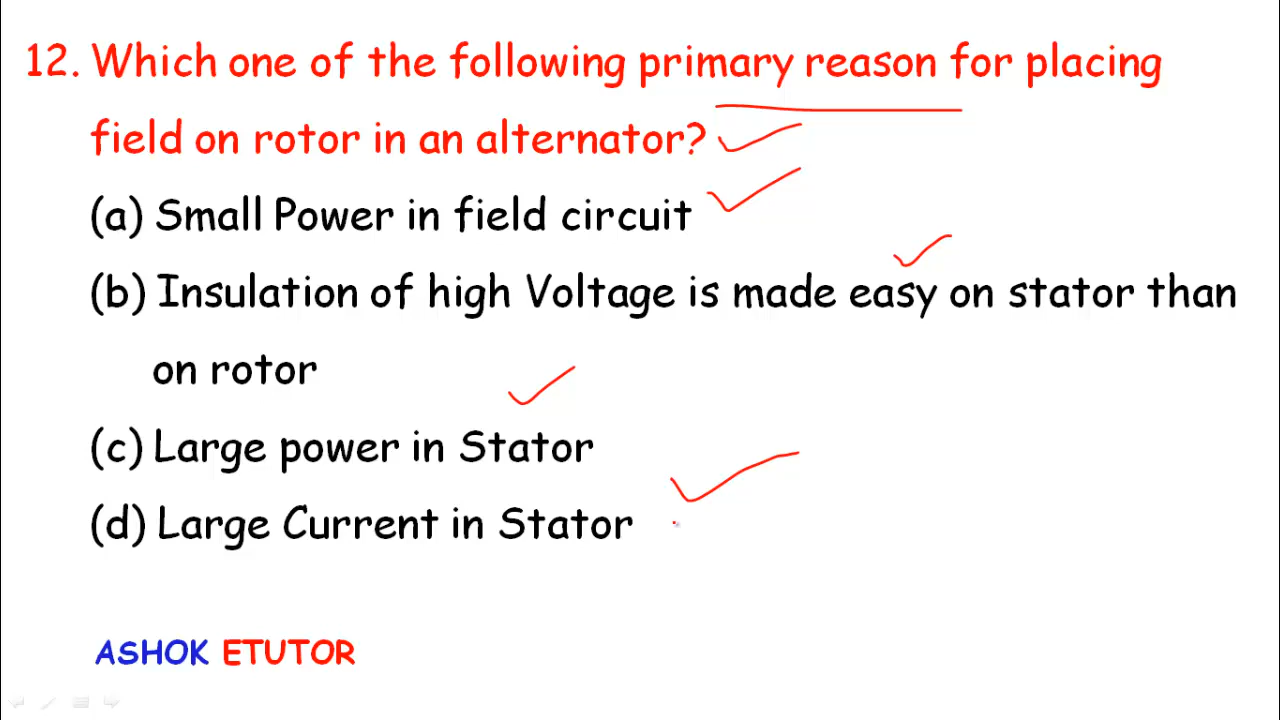 12. Which one of the following primary reason for placing
field on rotor in an alternator?
(a) Small Power in field circuit
(b) Insulation of high Voltage is made easy on stator than
on rotor
(c) Large power in Stator
(d) Large Current in Stator
ASHOK ETUTOR